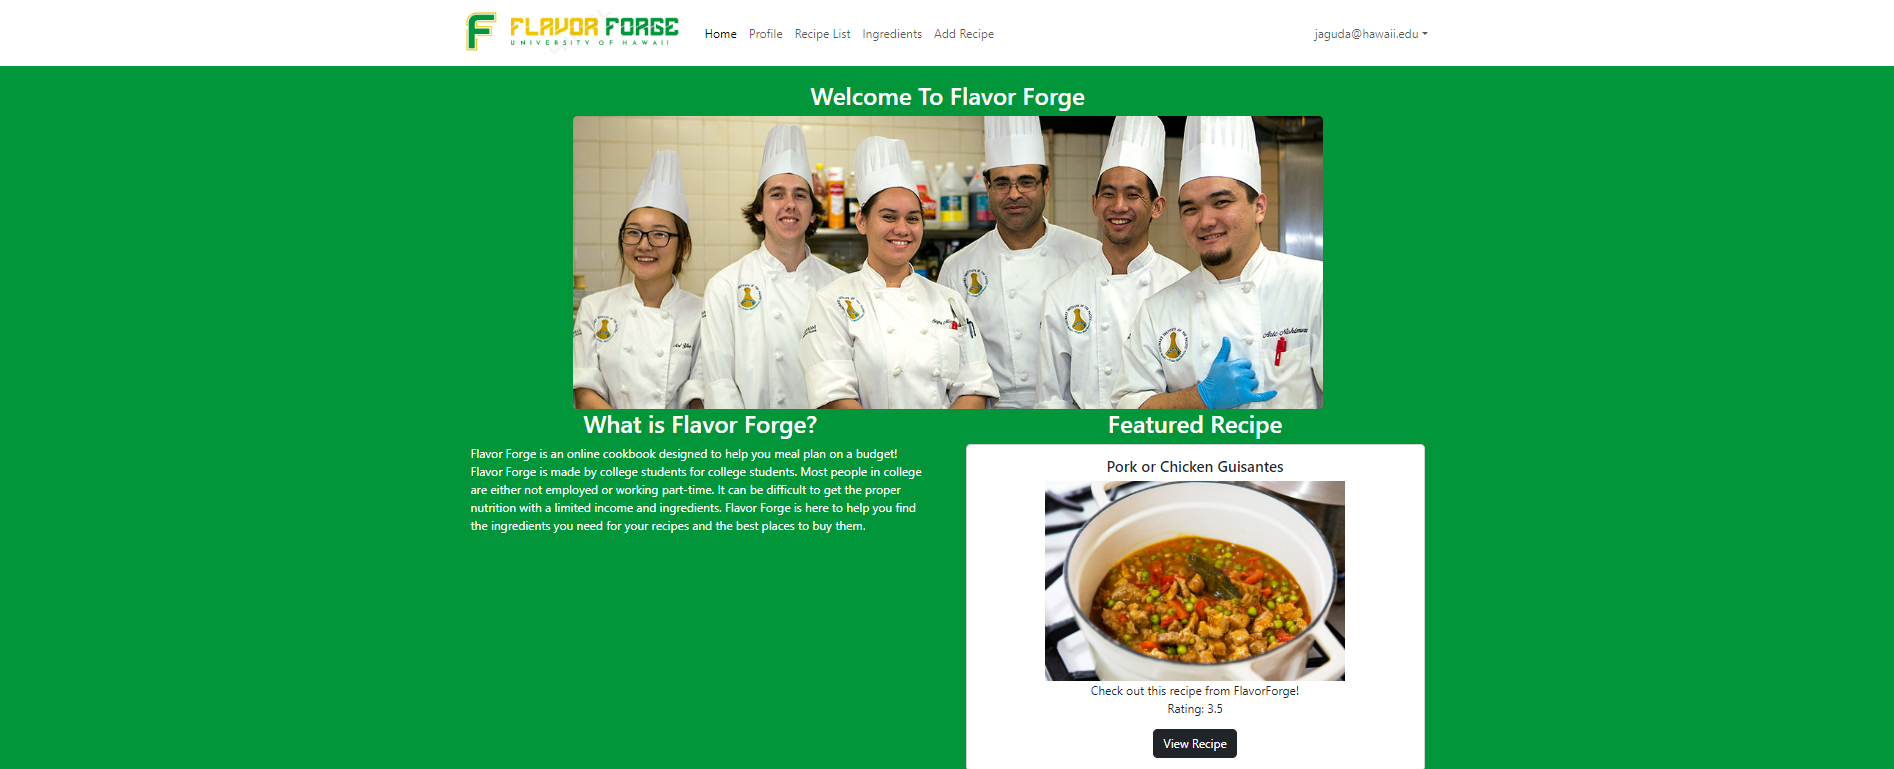 F FLAVOR FORGE
UNIVERSITY OF HAWAII
Home Profile Recipe List Ingredients Add Recipe
jaguda@hawaii.edu
Welcome To Flavor Forge
What is Flavor Forge?
Flavor Forge is an online cookbook designed to help you meal plan on a budget!
Flavor Forge is made by college students for college students. Most people in college
are either not employed or working part-time. It can be difficult to get the proper
nutrition with a limited income and ingredients. Flavor Forge is here to help you find
the ingredients you need for your recipes and the best places to buy them.
Featured Recipe
Pork or Chicken Guisantes
Check out this recipe from FlavorForge!
Rating: 3.5
View Recipe